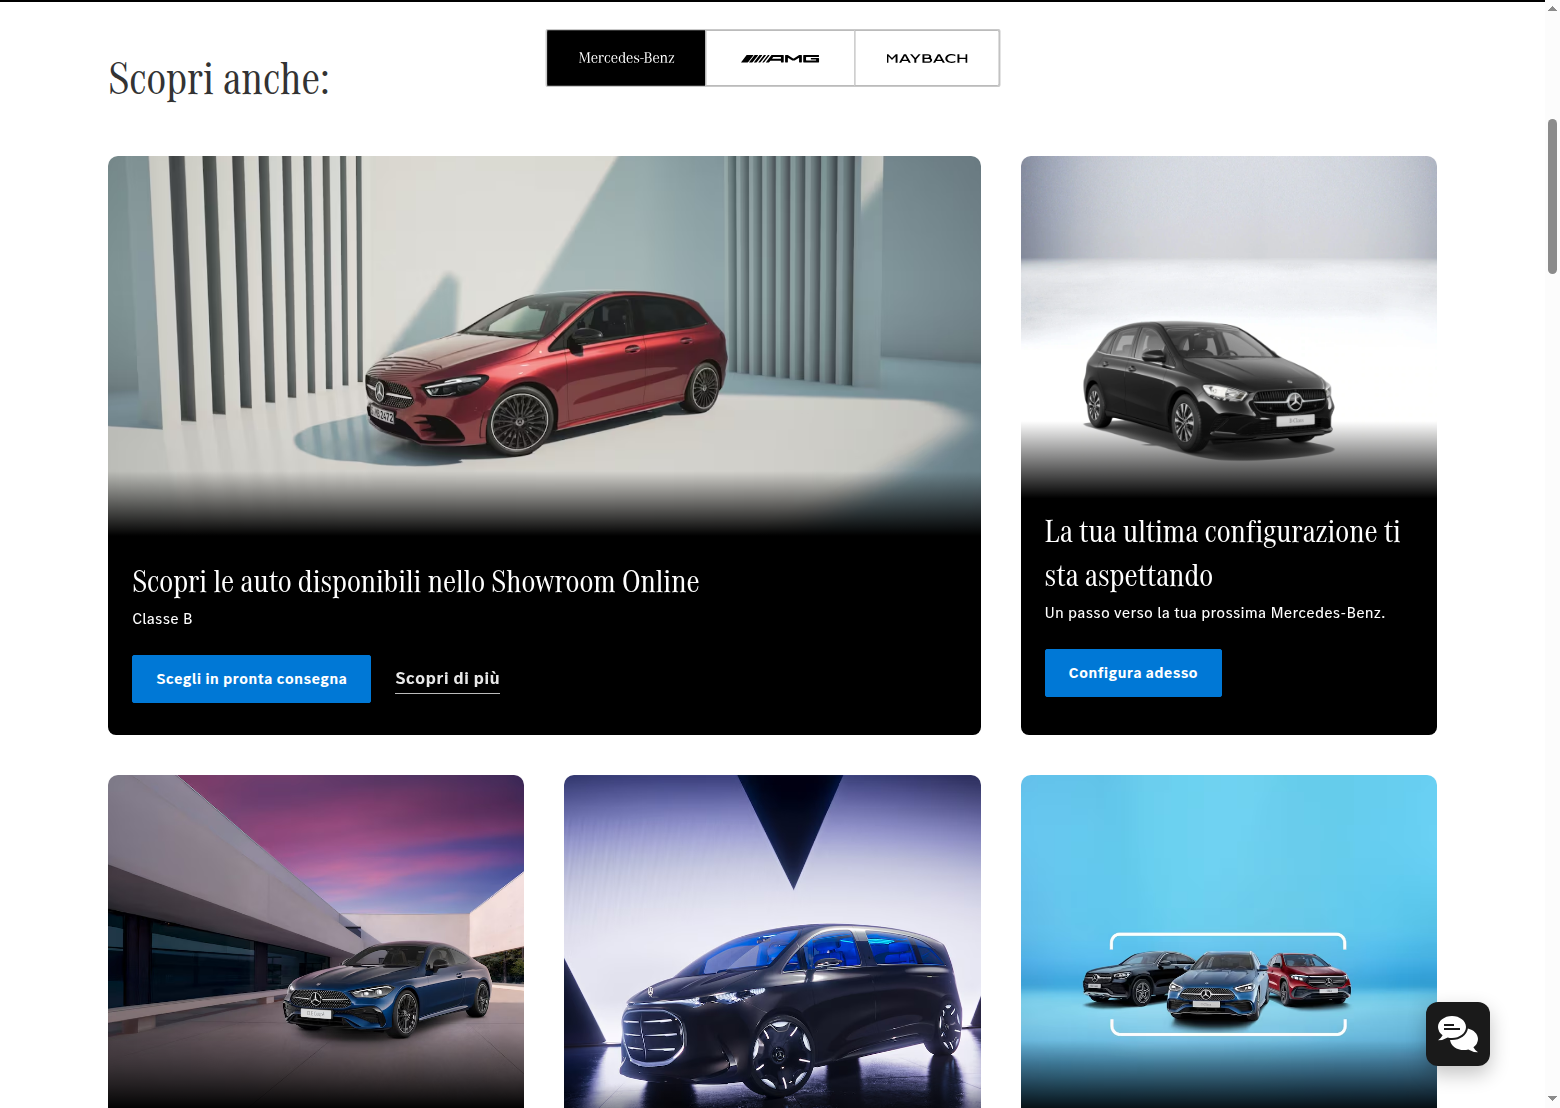 Mercedes-Benz
AMG
MAYBACH
Scopri anche:
Scopri le auto disponibili nello Showroom Online
Classe B
Scegli in pronta consegna
Scopri di più
La tua ultima configurazione ti
sta aspettando
Un passo verso la tua prossima Mercedes-Benz.
Configura adesso